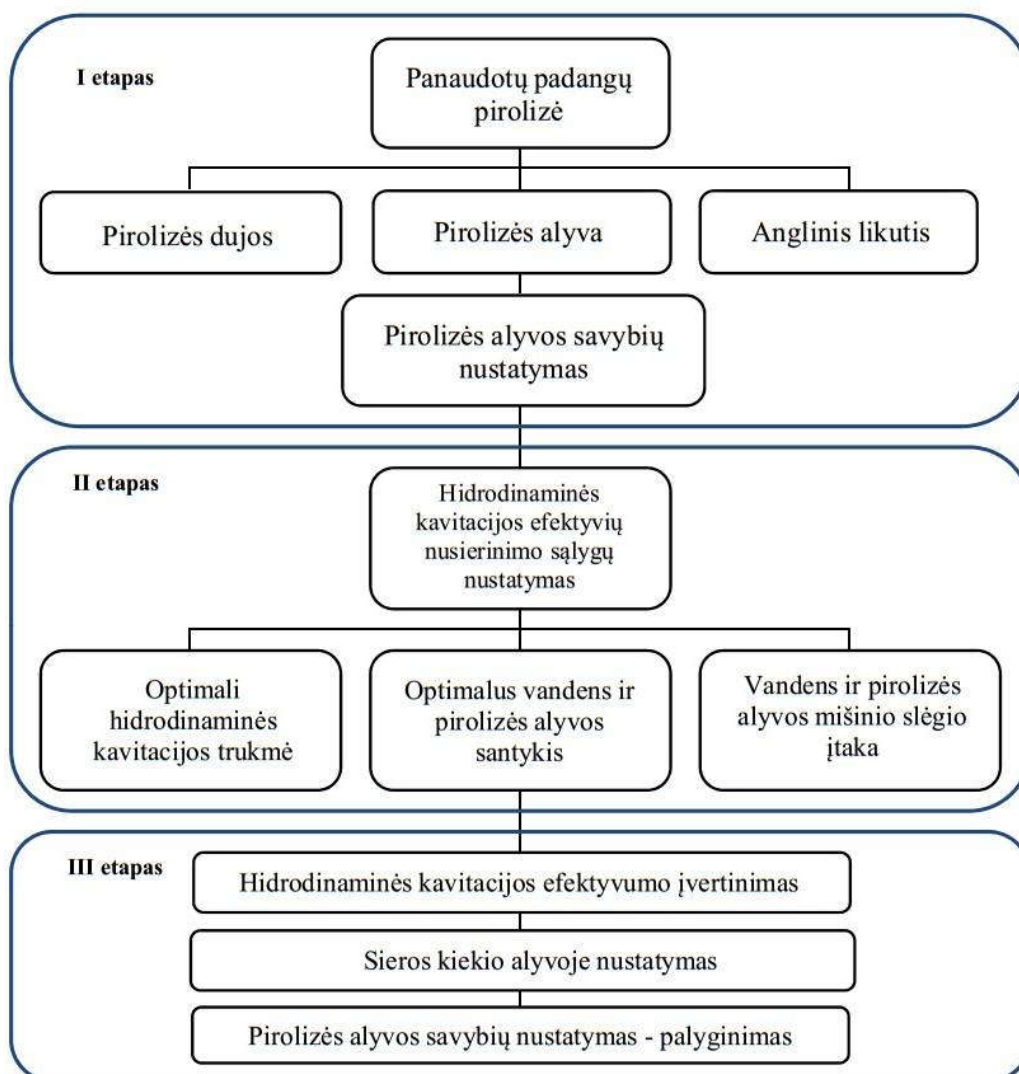 I etapas
Panaudotų padangų
pirolizė
Pirolizės dujos
Pirolizės alyva
Anglinis likutis
Pirolizės alyvos savybių
nustatymas
II etapas
Hidrodinaminės
kavitacijos efektyvių
nusierinimo sąlygų
nustatymas
Optimali
hidrodinaminės
kavitacijos trukmė
Optimalus vandens ir
pirolizės alyvos
santykis
Vandens ir pirolizės
alyvos mišinio slėgio
įtaka
III etapas
Hidrodinaminės kavitacijos efektyvumo įvertinimas
Sieros kiekio alyvoje nustatymas
Pirolizės alyvos savybių nustatymas - palyginimas